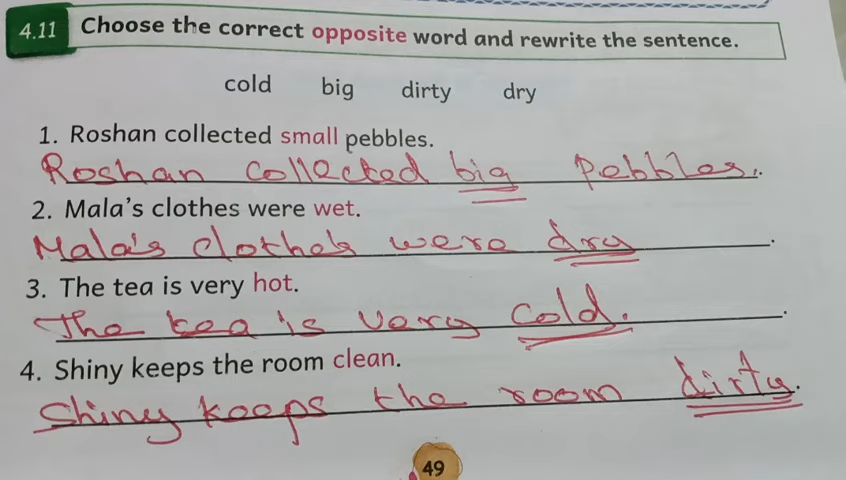 4.11 Choose the correct opposite word and rewrite the sentence.
cold big dirty dry
1. Roshan collected small pebbles.
Roshan collected big pebbles.
2. Mala's clothes were wet.
Mala's clothes were dry.
3. The tea is very hot.
The tea is very cold.
4. Shiny keeps the room clean.
Shiny keeps the room dirty.
49